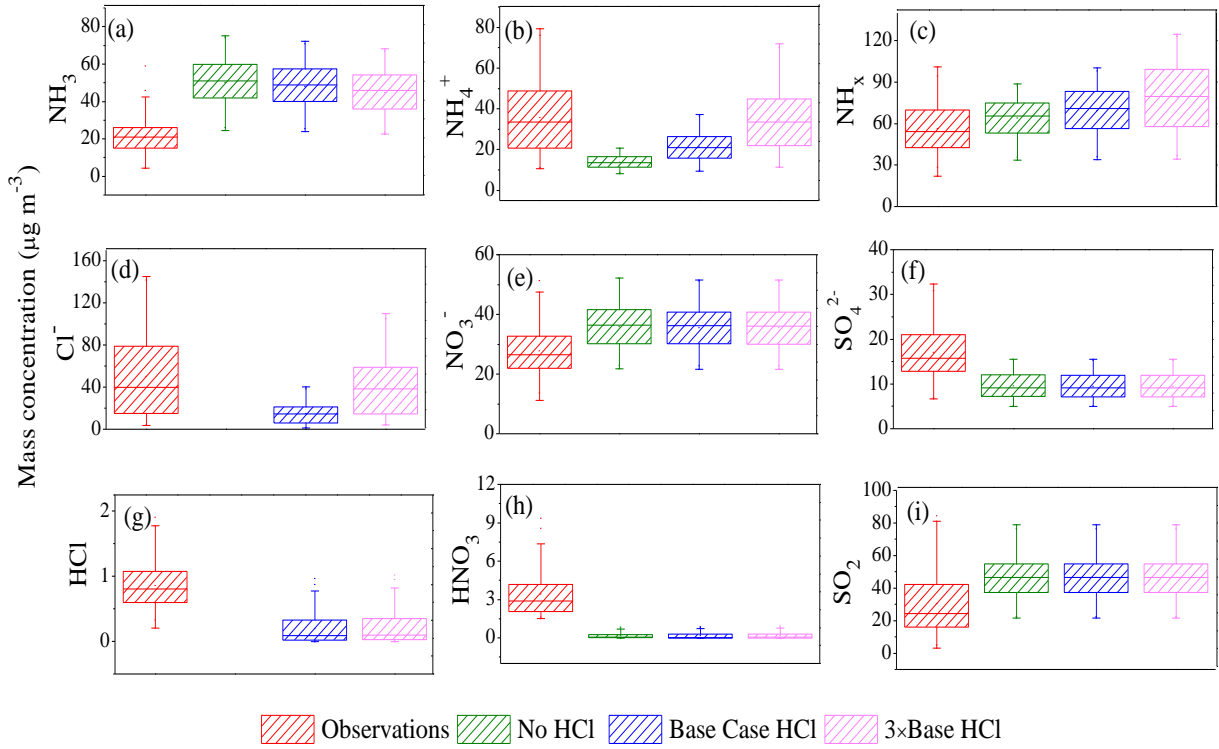 Mass concentration (μg m⁻³)
(a)
NH₃
80
60
40
20
0
(b)
NH₄⁺
80
60
40
20
0
(c)
NHₓ
120
90
60
30
0
(d)
Cl⁻
160
120
80
40
0
(e)
NO₃⁻
60
40
20
0
(f)
SO₄²⁻
40
30
20
10
0
(g)
HCl
2
1
0
(h)
HNO₃
12
9
6
3
0
(i)
SO₂
100
80
60
40
20
0
Observations No HCl Base Case HCl 3×Base HCl